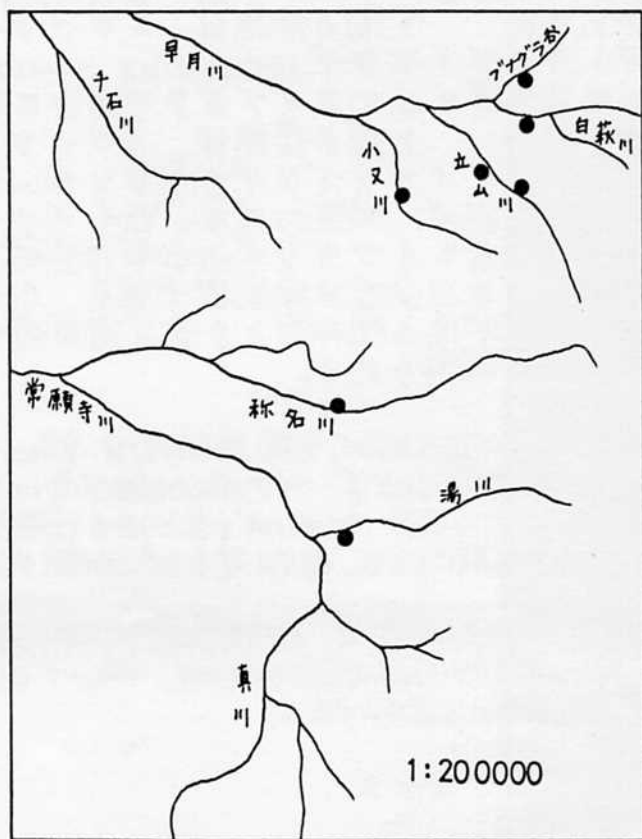 早月川
千石川
小又川
立山川
ブナグラ谷
白萩川
称名川
常願寺川
湯川
真川
1:200000